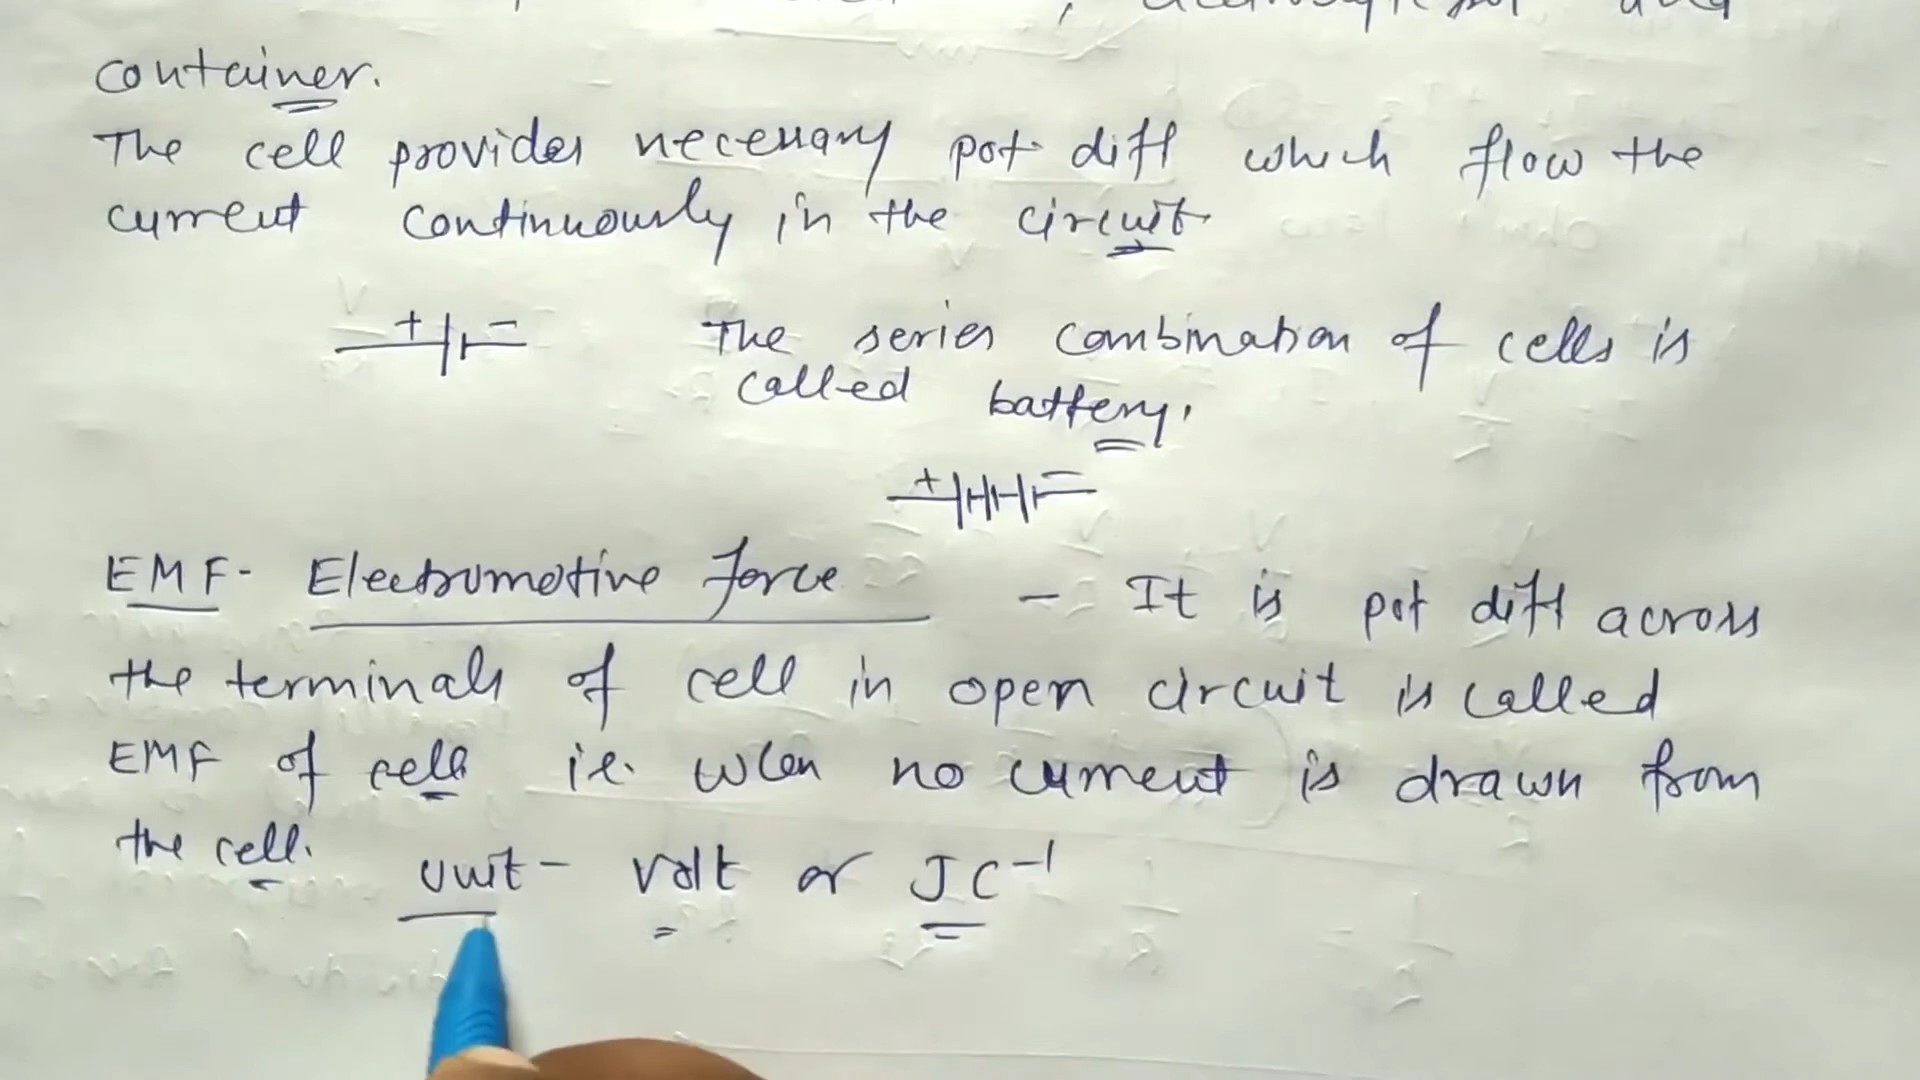 and
container.
The cell provides necessary pot diff which flow the
current continuously in the circuit.
+ -
The series combination of cells is
called battery.
+ -
EMF - Electromotive force - It is pot diff across
the terminals of cell in open circuit is called
EMF of cell i.e. when no current is drawn from
the cell. Unit - Volt or JC⁻¹